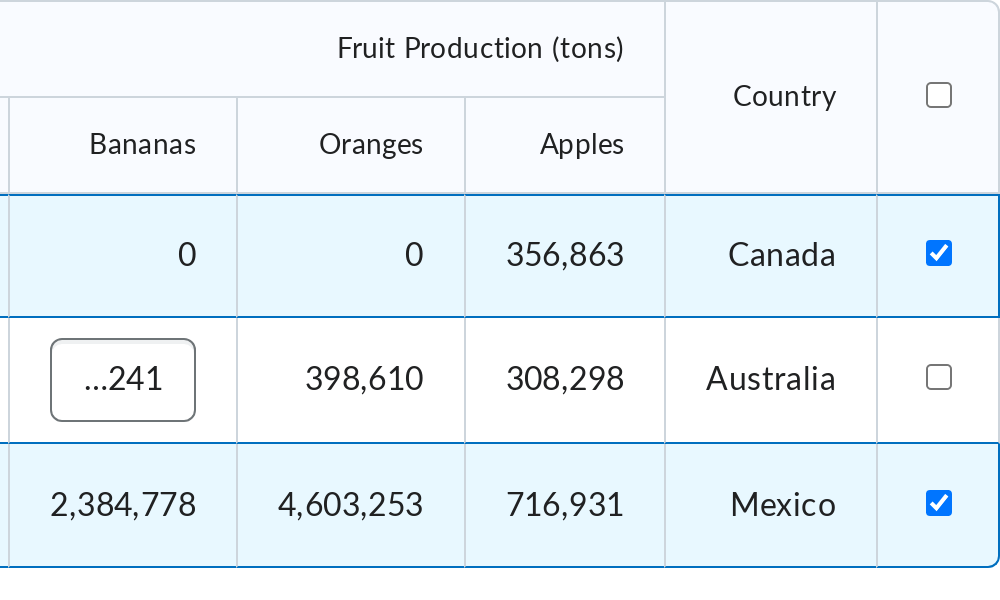 Fruit Production (tons)
Country
Bananas Oranges Apples
0 0 356,863 Canada
...241 398,610 308,298 Australia
2,384,778 4,603,253 716,931 Mexico